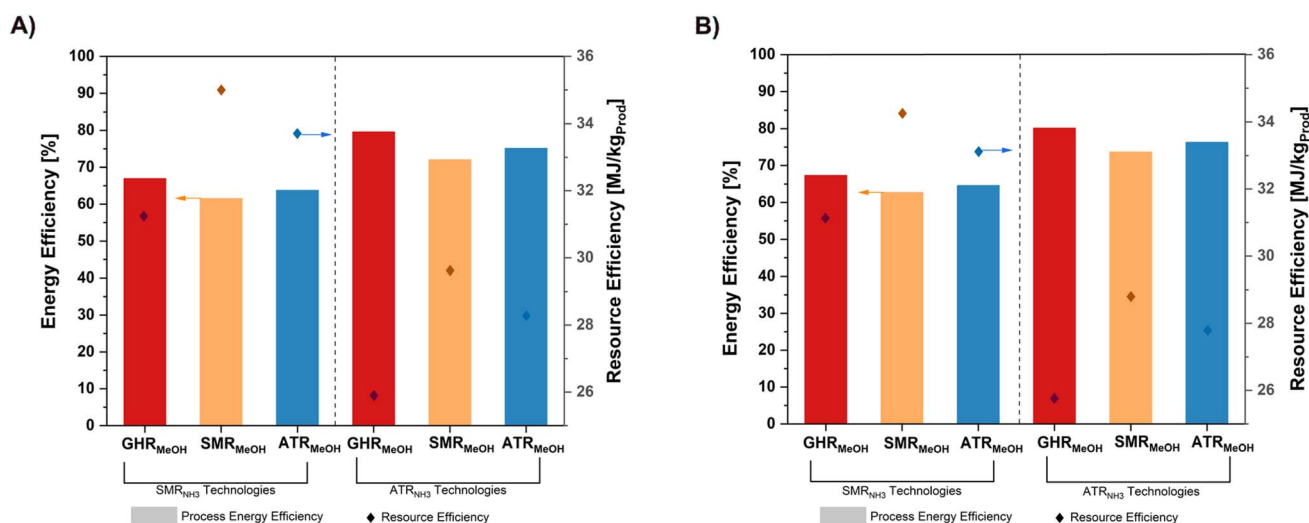 A)
Energy Efficiency [%]
100
90
80
70
60
50
40
30
20
10
0
36
34
32
30
28
26
Resource Efficiency [MJ/kgProd]
GHRMeOH SMRMeOH ATRMeOH GHRMeOH SMRMeOH ATRMeOH
SMRNH3 Technologies ATRNH3 Technologies
Process Energy Efficiency Resource Efficiency
B)
Energy Efficiency [%]
100
90
80
70
60
50
40
30
20
10
0
36
34
32
30
28
26
Resource Efficiency [MJ/kgProd]
GHRMeOH SMRMeOH ATRMeOH GHRMeOH SMRMeOH ATRMeOH
SMRNH3 Technologies ATRNH3 Technologies
Process Energy Efficiency Resource Efficiency